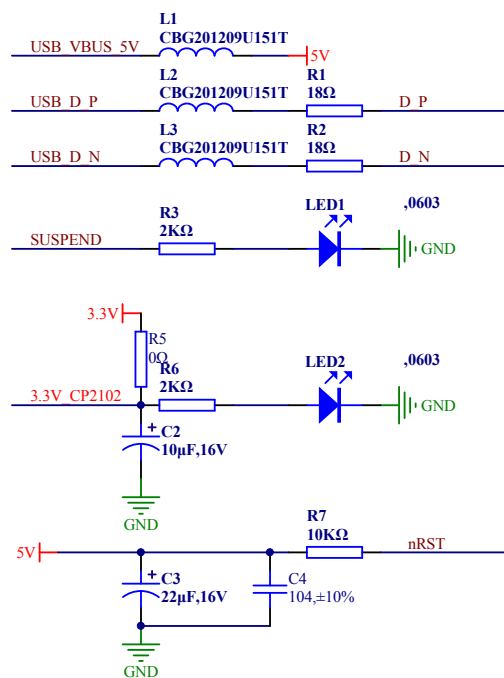 L1
CBG201209U151T
USB_VBUS_5V
5V
L2
CBG201209U151T
R1
18Ω
USB_D_P
D_P
L3
CBG201209U151T
R2
18Ω
USB_D_N
D_N
R3
2KΩ
LED1
,0603
SUSPEND
GND
3.3V
R5
0Ω
R6
2KΩ
LED2
,0603
3.3V_CP2102
GND
+
C2
10µF,16V
GND
R7
10KΩ
5V
nRST
+
C3
22µF,16V
C4
104,±10%
GND